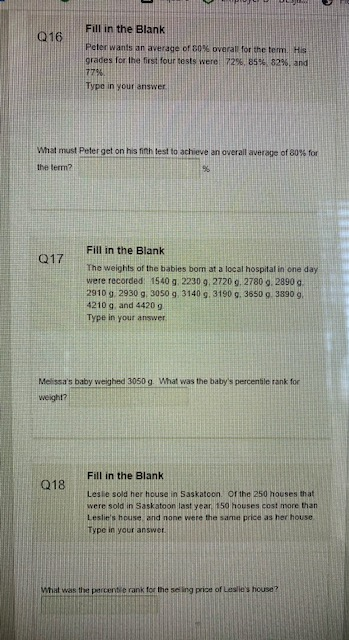 Q16
Fill in the Blank
Peter wants an average of 80% overall for the term. His
grades for the first four tests were 72%, 85%, 82%, and
77%.
Type in your answer.
What must Peter get on his fifth test to achieve an overall average of 80% for
the term?
%
Q17
Fill in the Blank
The weights of the babies born at a local hospital in one day
were recorded: 1540 g, 2230 g, 2720 g, 2780 g, 2890 g,
2910 g, 2930 g, 3050 g, 3140 g, 3190 g, 3650 g, 3890 g,
4210 g, and 4420 g
Type in your answer.
Melissa's baby weighed 3050 g. What was the baby's percentile rank for
weight?
Q18
Fill in the Blank
Leslie sold her house in Saskatoon. Of the 250 houses that
were sold in Saskatoon last year, 150 houses cost more than
Leslie's house, and none were the same price as her house.
Type in your answer.
What was the percentile rank for the selling price of Leslie's house?